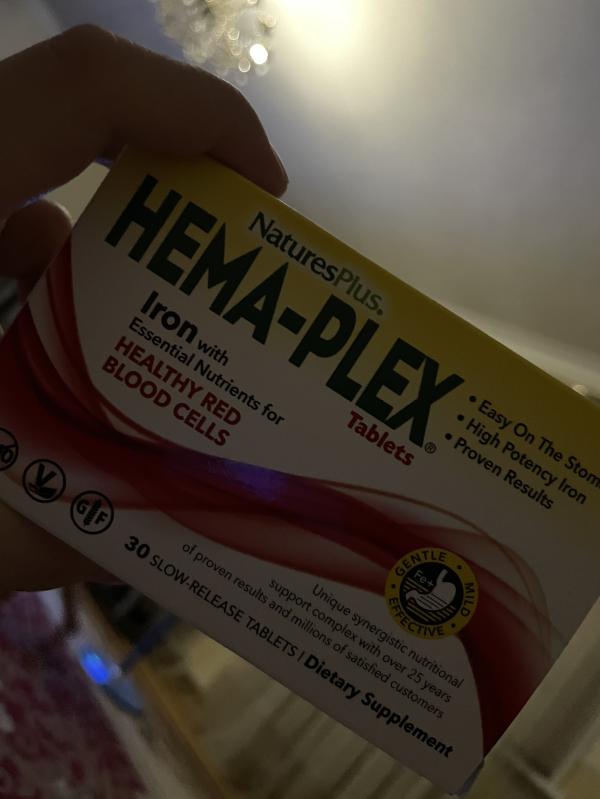 NaturesPlus.
HEMA-PLEX®
Tablets
Iron with
Essential Nutrients for
HEALTHY RED
BLOOD CELLS
• Easy On The Stom
• High Potency Iron
• Proven Results
GF
GENTLE • MILD • EFFECTIVE •
Fe+
Unique synergistic nutritional
support complex with over 25 years
of proven results and millions of satisfied customers
30 SLOW-RELEASE TABLETS | Dietary Supplement